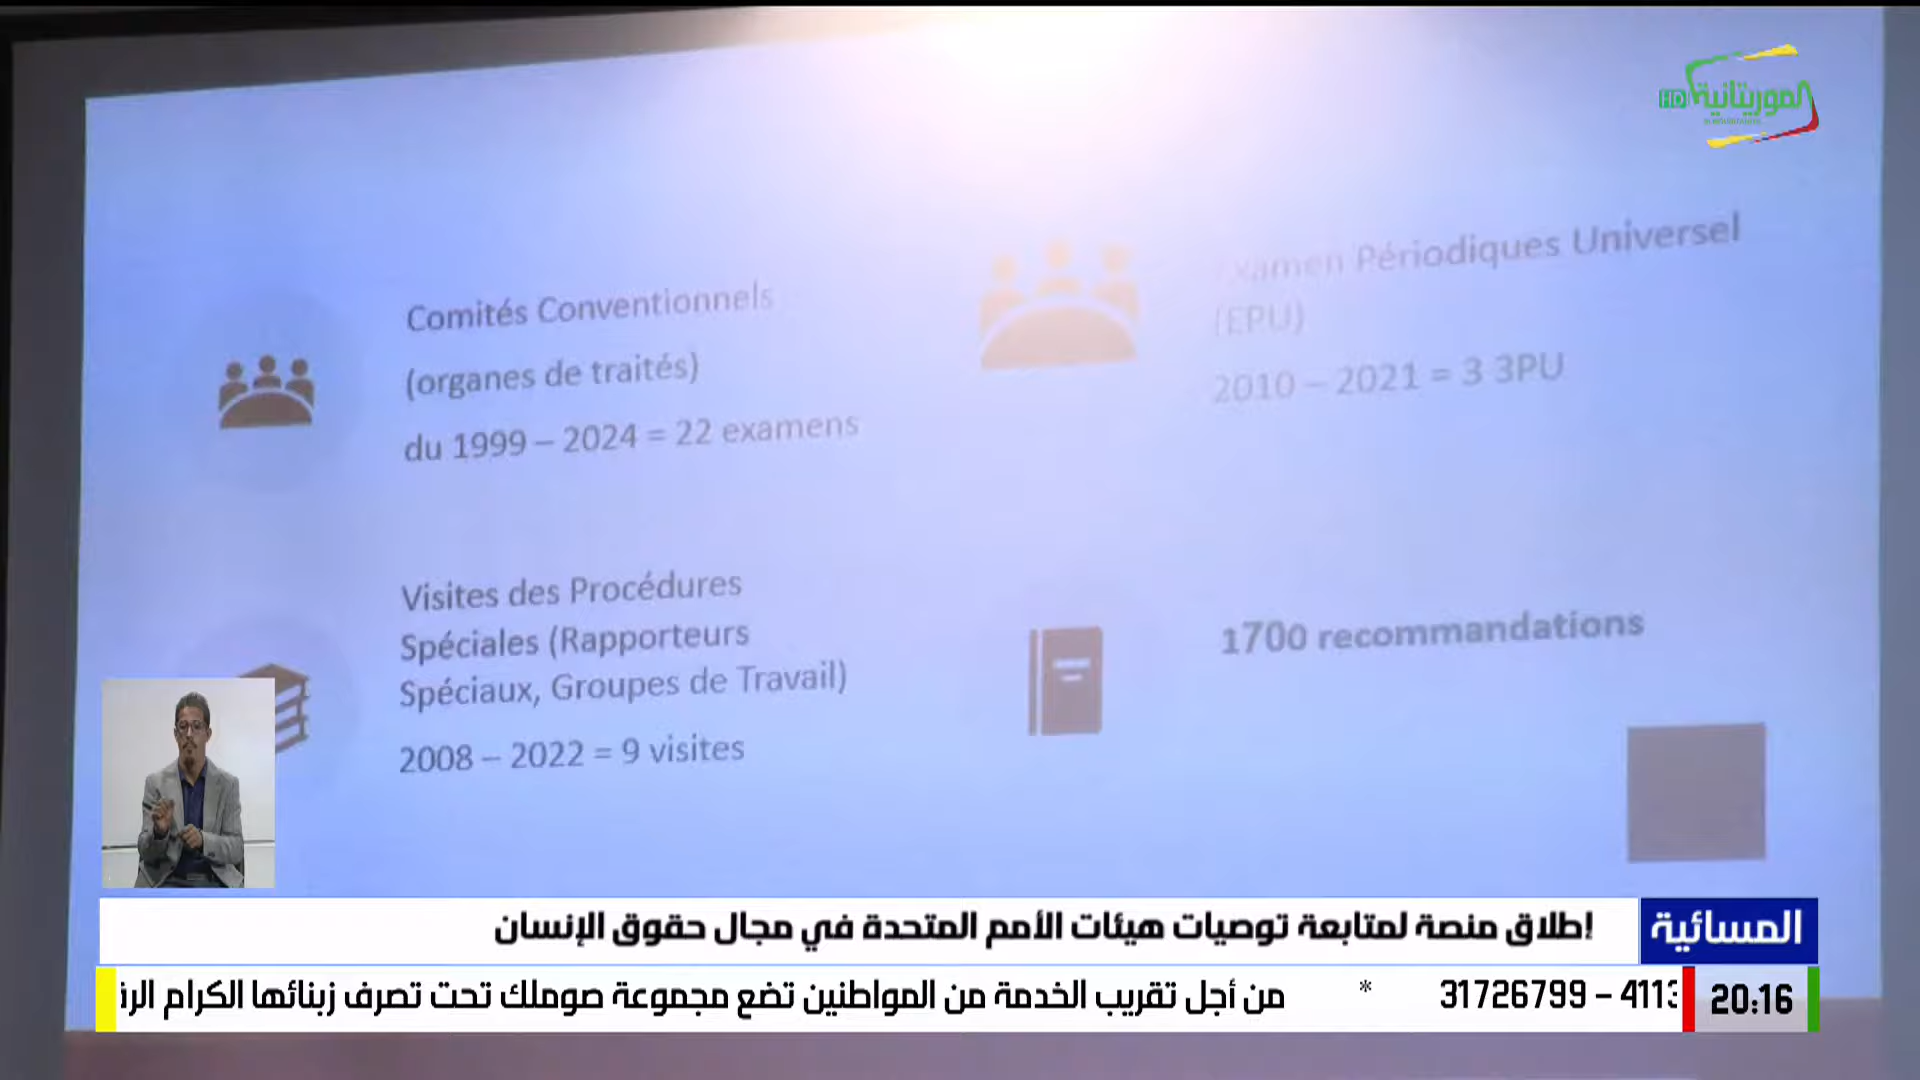 الموريتانية
HD
Comités Conventionnels
(organes de traités)
du 1999 – 2024 = 22 examens
Examen Périodiques Universel
(EPU)
2010 – 2021 = 3 3PU
Visites des Procédures
Spéciales (Rapporteurs
Spéciaux, Groupes de Travail)
2008 – 2022 = 9 visites
1700 recommandations
المسائية
إطلاق منصة لمتابعة توصيات هيئات الأمم المتحدة في مجال حقوق الإنسان
20:16
31726799 – 4113 * من أجل تقريب الخدمة من المواطنين تضع مجموعة صوملك تحت تصرف زبنائها الكرام